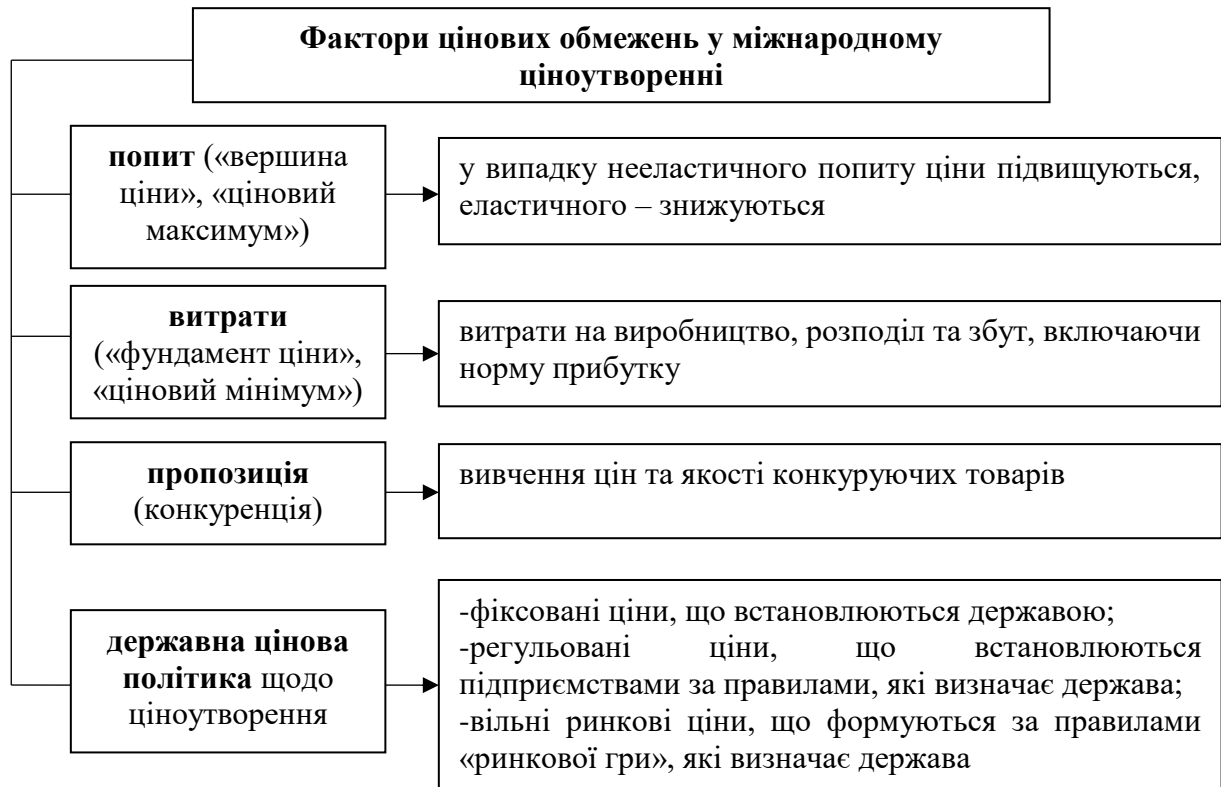 Фактори цінових обмежень у міжнародному
ціноутворенні
попит («вершина
ціни», «ціновий
максимум»)
у випадку нееластичного попиту ціни підвищуються,
еластичного – знижуються
витрати
(«фундамент ціни»,
«ціновий мінімум»)
витрати на виробництво, розподіл та збут, включаючи
норму прибутку
пропозиція
(конкуренція)
вивчення цін та якості конкуруючих товарів
державна цінова
політика щодо
ціноутворення
-фіксовані ціни, що встановлюються державою;
-регульовані ціни, що встановлюються
підприємствами за правилами, які визначає держава;
-вільні ринкові ціни, що формуються за правилами
«ринкової гри», які визначає держава